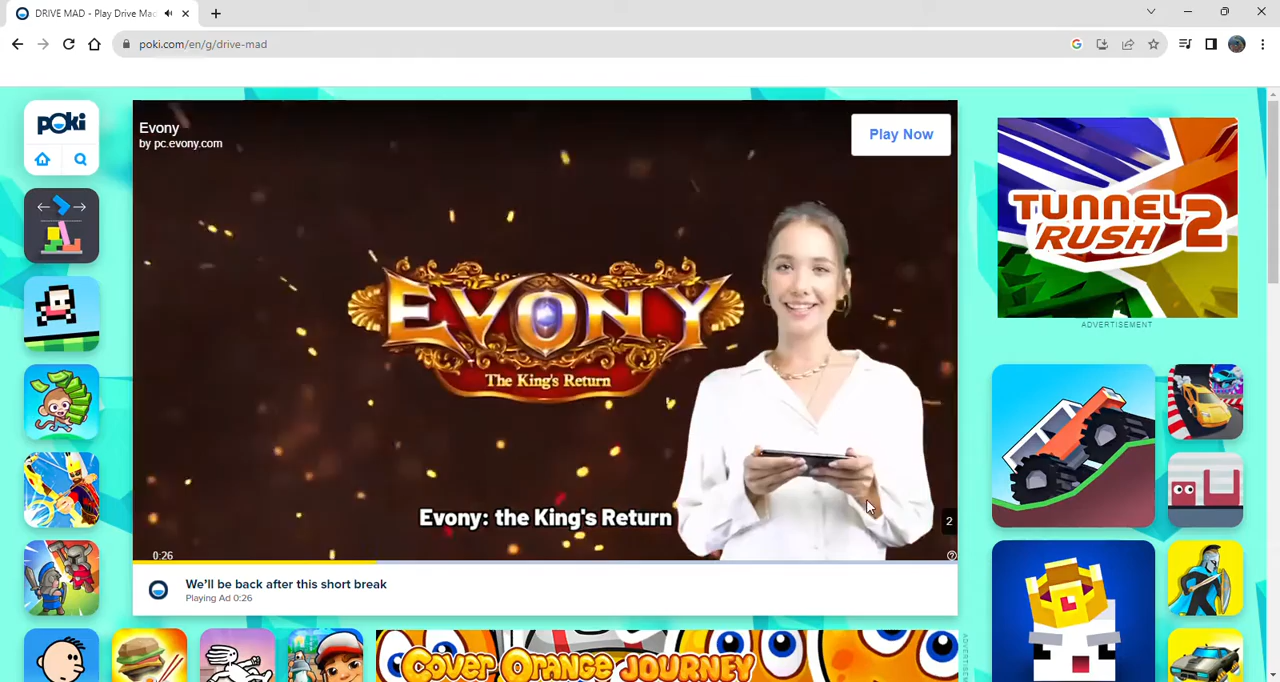 DRIVE MAD - Play Drive Mad
poki.com/en/g/drive-mad
poki
Evony
by pc.evony.com
Play Now
EVONY
The King's Return
Evony: the King's Return
2
0:26
We'll be back after this short break
Playing Ad 0:26
TUNNEL
RUSH 2
ADVERTISEMENT
Cover Orange JOURNEY
ADVERTISEM